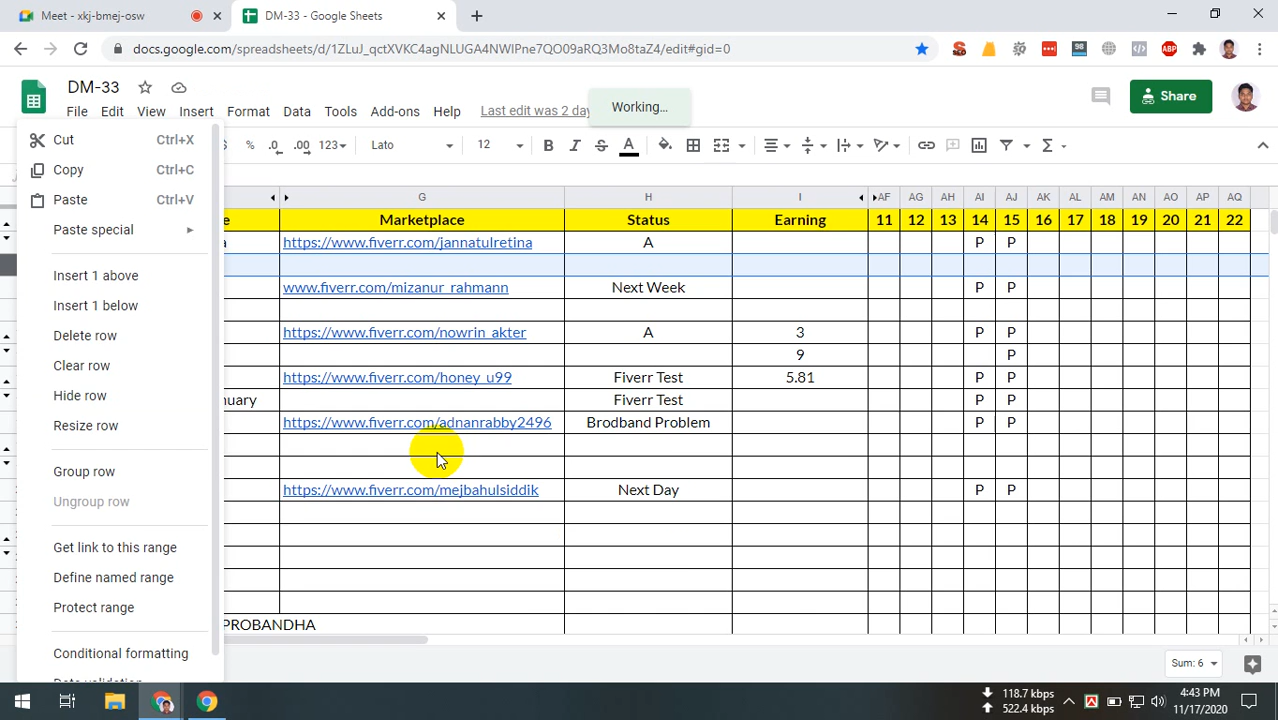 Meet - xkj-bmej-osw
DM-33 - Google Sheets
docs.google.com/spreadsheets/d/1ZLuJ_qctXVKC4agNLUGA4NWIPne7QO09aRQ3Mo8taZ4/edit#gid=0
98
ABP
DM-33
Working...
Share
File Edit View Insert Format Data Tools Add-ons Help Last edit was 2 day
% .0 .00 123 Lato 12 B I S A Σ
G H I AF AG AH AI AJ AK AL AM AN AO AP AQ
Marketplace Status Earning 11 12 13 14 15 16 17 18 19 20 21 22
https://www.fiverr.com/jannatulretina A P P
www.fiverr.com/mizanur_rahmann Next Week P P
https://www.fiverr.com/nowrin_akter A 3 P P
9 P
https://www.fiverr.com/honey_u99 Fiverr Test 5.81 P P
nuary Fiverr Test P P
https://www.fiverr.com/adnanrabby2496 Brodband Problem P P
https://www.fiverr.com/mejbahulsiddik Next Day P P
PROBANDHA
Cut Ctrl+X
Copy Ctrl+C
Paste Ctrl+V
Paste special
Insert 1 above
Insert 1 below
Delete row
Clear row
Hide row
Resize row
Group row
Ungroup row
Get link to this range
Define named range
Protect range
Conditional formatting
Data validation
Sum: 6
118.7 kbps
522.4 kbps
4:43 PM
11/17/2020